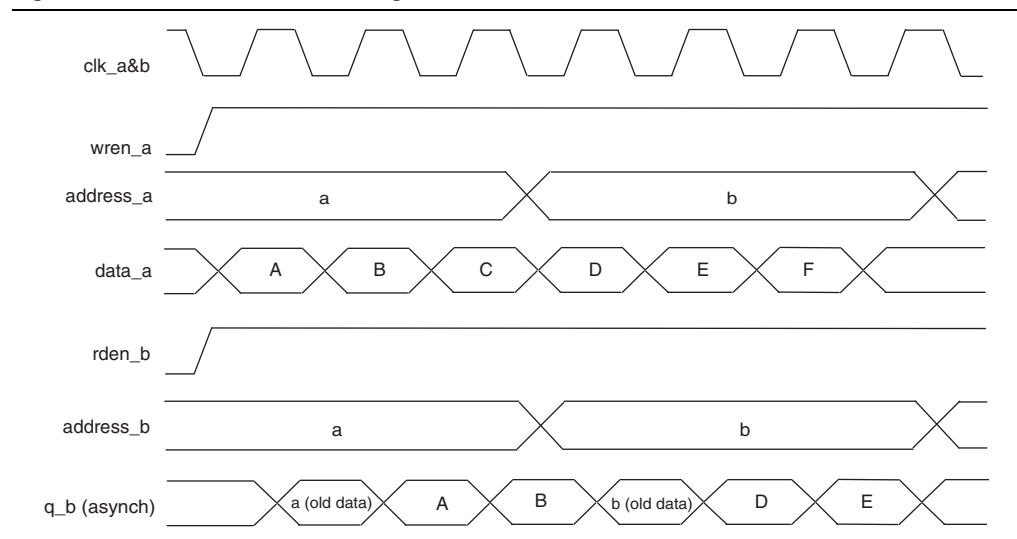 clk_a&b
wren_a
address_a a b
data_a A B C D E F
rden_b
address_b a b
q_b (asynch) a (old data) A B b (old data) D E